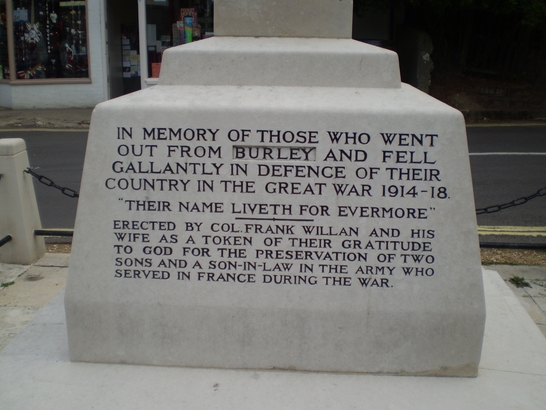 IN MEMORY OF THOSE WHO WENT
OUT FROM BURLEY AND FELL
GALLANTLY IN DEFENCE OF THEIR
COUNTRY IN THE GREAT WAR 1914-18.
"THEIR NAME LIVETH FOR EVERMORE"
ERECTED BY COL. FRANK WILLAN AND HIS
WIFE AS A TOKEN OF THEIR GRATITUDE
TO GOD FOR THE PRESERVATION OF TWO
SONS AND A SON-IN-LAW IN THE ARMY WHO
SERVED IN FRANCE DURING THE WAR.